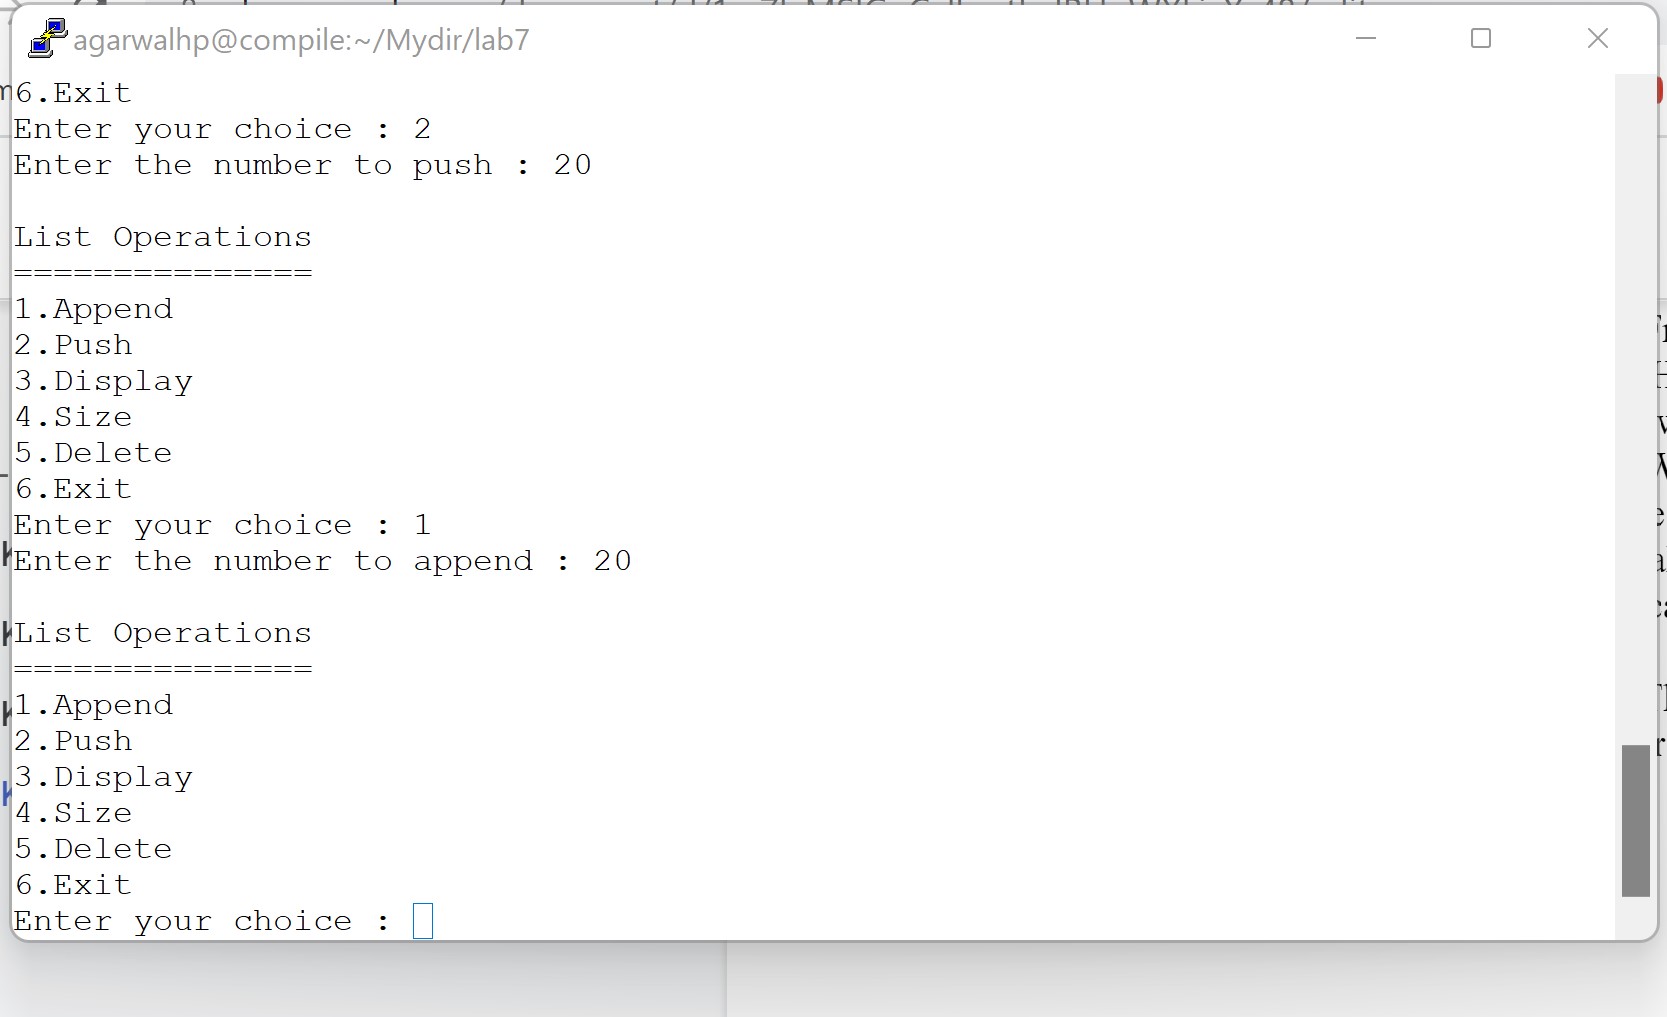 agarwalhp@compile:~/Mydir/lab7
6.Exit
Enter your choice : 2
Enter the number to push : 20
List Operations
===============
1.Append
2.Push
3.Display
4.Size
5.Delete
6.Exit
Enter your choice : 1
Enter the number to append : 20
List Operations
===============
1.Append
2.Push
3.Display
4.Size
5.Delete
6.Exit
Enter your choice :